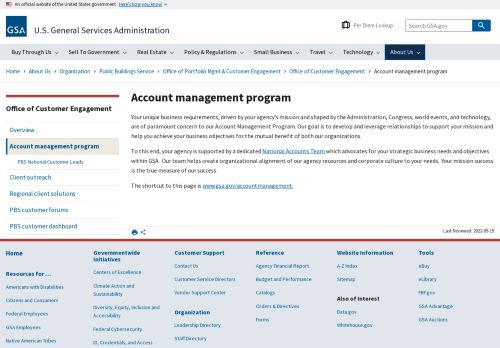 An official website of the United States government Here's how you know
GSA
U.S. General Services Administration
Per Diem Lookup
Search GSA.gov
Buy Through Us
Sell To Government
Real Estate
Policy & Regulations
Small Business
Travel
Technology
About Us
Home › About Us › Organization › Public Buildings Service › Office of Portfolio Mgmt & Customer Engagement › Office of Customer Engagement › Account management program
Office of Customer Engagement
Overview
Account management program
PBS National Customer Leads
Client outreach
Regional client solutions
PBS customer forums
PBS customer dashboard
Account management program
Your unique business requirements, driven by your agency's mission and shaped by the Administration, Congress, world events, and technology,
are of paramount concern to our Account Management Program. Our goal is to develop and leverage relationships to support your mission and
help you achieve your business objectives for the mutual benefit of both our organizations.
To this end, your agency is supported by a dedicated National Accounts Team which advocates for your strategic business needs and objectives
within GSA. Our team helps create organizational alignment of our agency resources and corporate culture to your needs. Your mission success
is the true measure of our success.
The shortcut to this page is www.gsa.gov/accountmanagement.
Last Reviewed: 2022-09-19
Home
Resources for ...
Americans with Disabilities
Citizens and Consumers
Federal Employees
GSA Employees
Native American Tribes
Governmentwide
Initiatives
Centers of Excellence
Climate Action and
Sustainability
Diversity, Equity, Inclusion, and
Accessibility
Federal Cybersecurity
ID, Credentials, and Access
Customer Support
Contact Us
Customer Service Directors
Vendor Support Center
Organization
Leadership Directory
Staff Directory
Reference
Agency Financial Report
Budget and Performance
Catalogs
Orders & Directives
Forms
Website Information
A-Z Index
Sitemap
Also of Interest
Data.gov
Whitehouse.gov
Tools
eBuy
eLibrary
FBF.gov
GSA Advantage
GSA Auctions